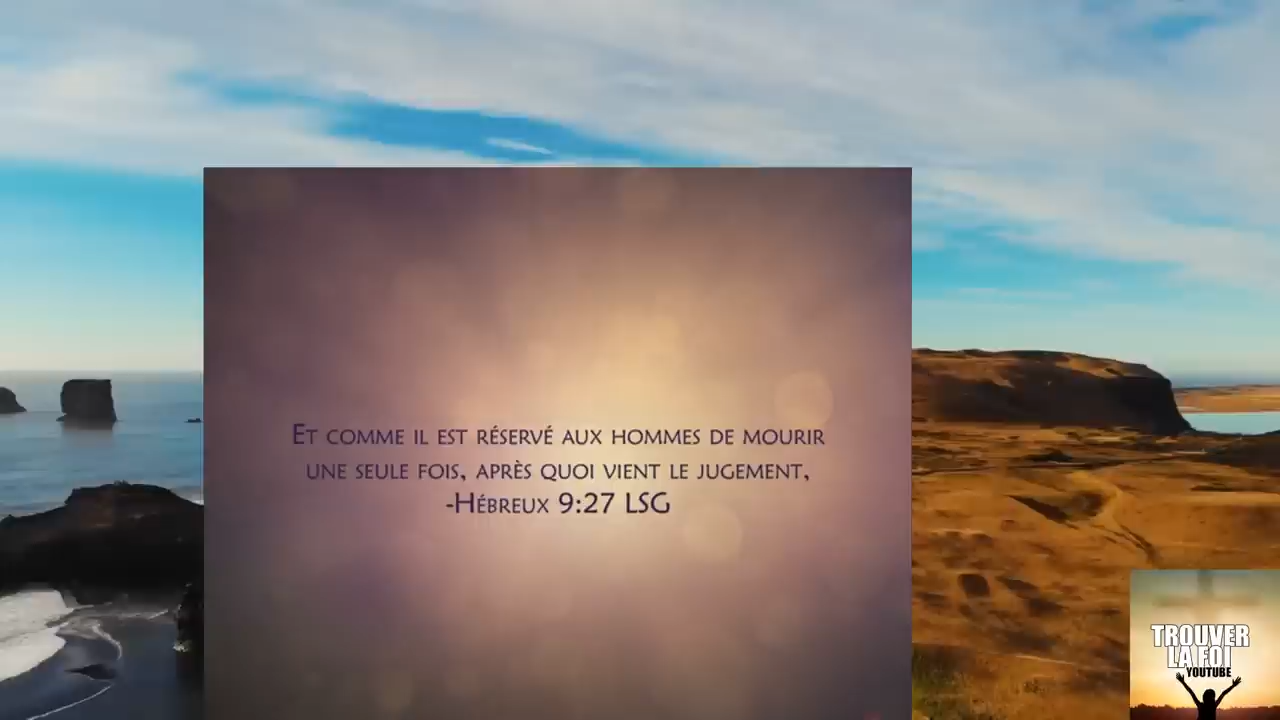 Et comme il est réservé aux hommes de mourir
une seule fois, après quoi vient le jugement,
-Hébreux 9:27 LSG
TROUVER
LA FOI
YOUTUBE